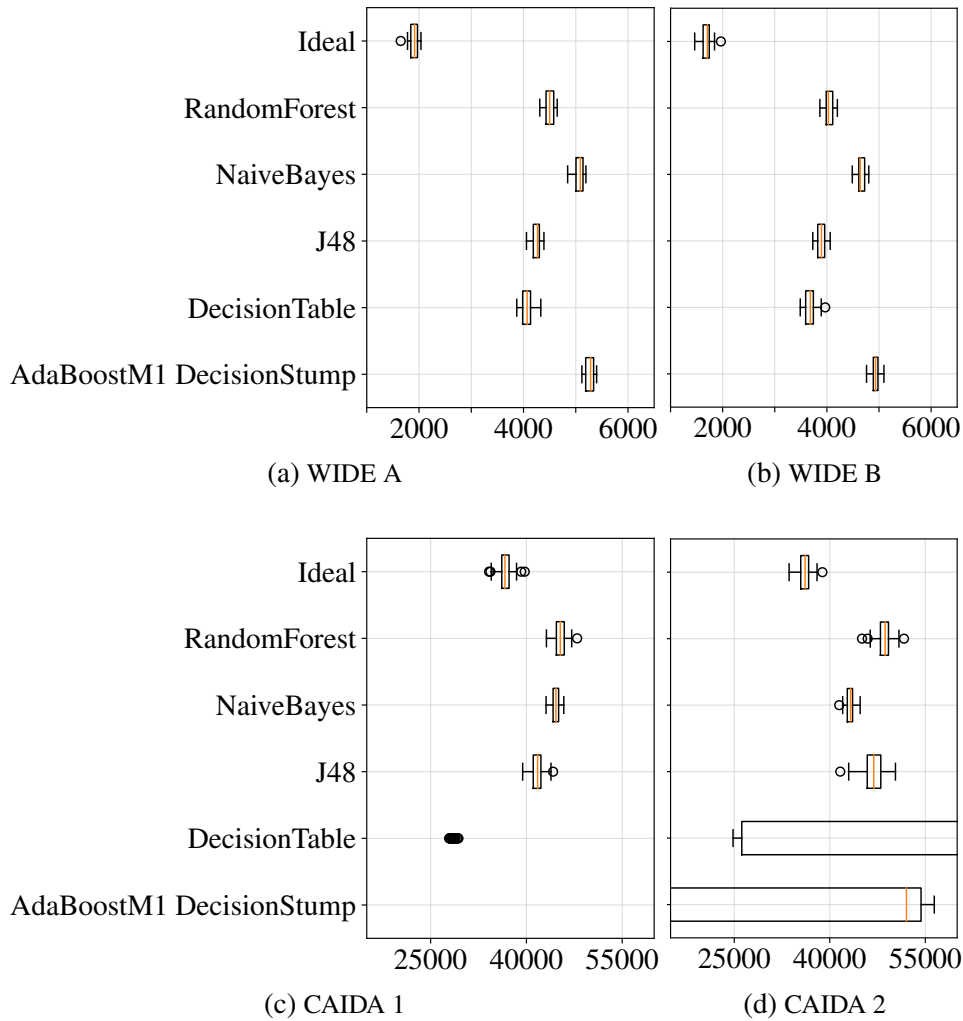 Ideal
RandomForest
NaiveBayes
J48
DecisionTable
AdaBoostM1 DecisionStump
2000 4000 6000 2000 4000 6000
(a) WIDE A (b) WIDE B
Ideal
RandomForest
NaiveBayes
J48
DecisionTable
AdaBoostM1 DecisionStump
25000 40000 55000 25000 40000 55000
(c) CAIDA 1 (d) CAIDA 2